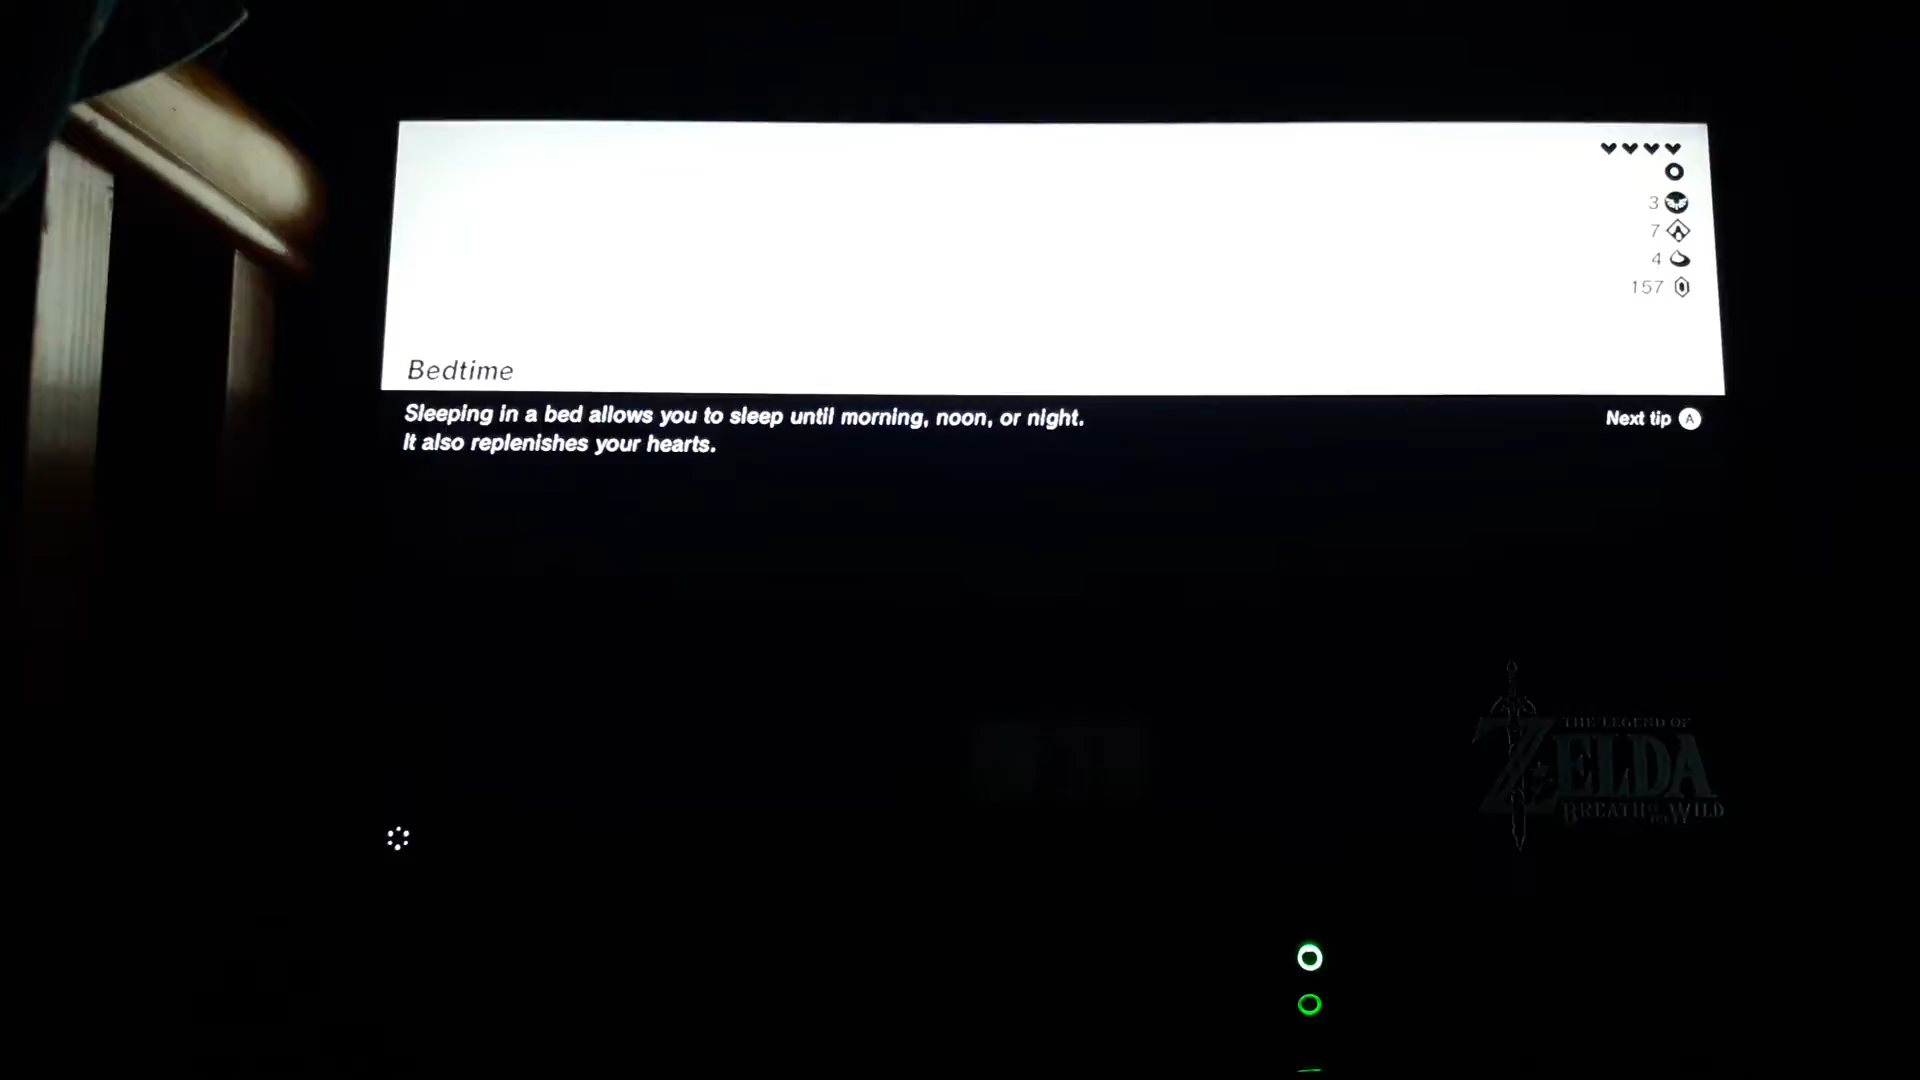 3
7
4
157
Bedtime
Sleeping in a bed allows you to sleep until morning, noon, or night.
It also replenishes your hearts.
Next tip A
THE LEGEND OF
ZELDA
BREATH OF THE WILD